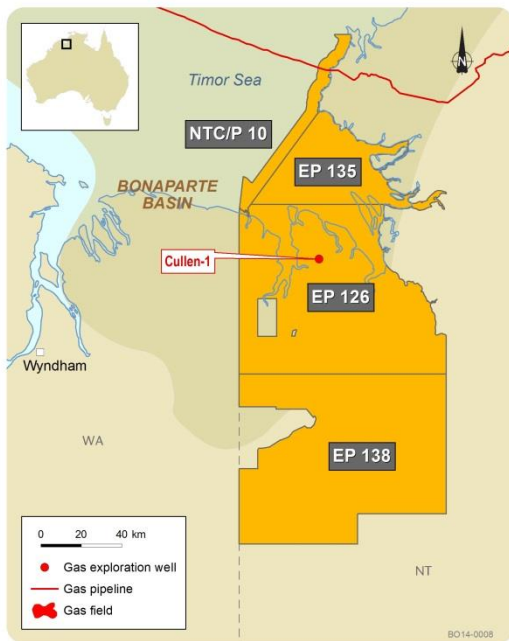 N
Timor Sea
NTC/P 10
EP 135
BONAPARTE
BASIN
Cullen-1
EP 126
Wyndham
WA
EP 138
0 20 40 km
Gas exploration well
Gas pipeline
Gas field
NT
BO14-0008